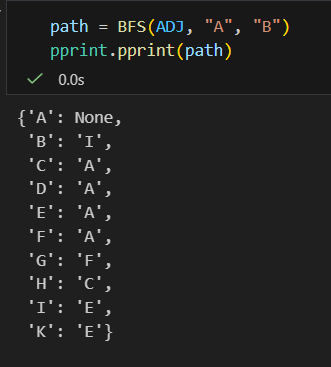 path = BFS(ADJ, "A", "B")
pprint.pprint(path)
0.0s
{'A': None,
'B': 'I',
'C': 'A',
'D': 'A',
'E': 'A',
'F': 'A',
'G': 'F',
'H': 'C',
'I': 'E',
'K': 'E'}